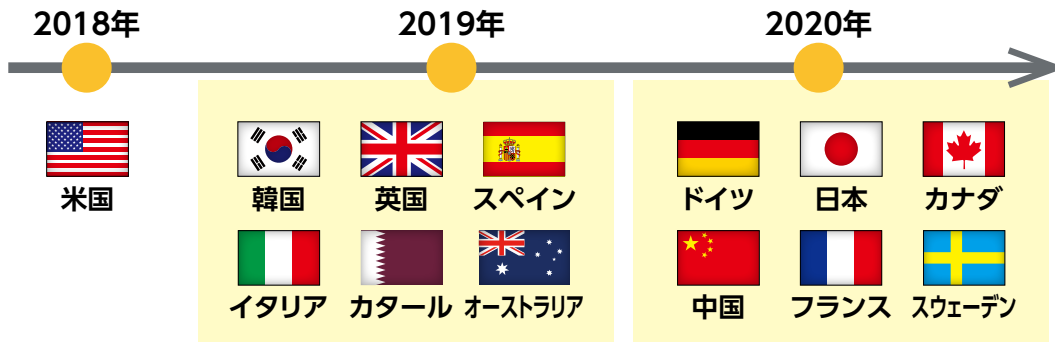 2018年
2019年
2020年
米国
韓国
英国
スペイン
イタリア
カタール
オーストラリア
ドイツ
日本
カナダ
中国
フランス
スウェーデン